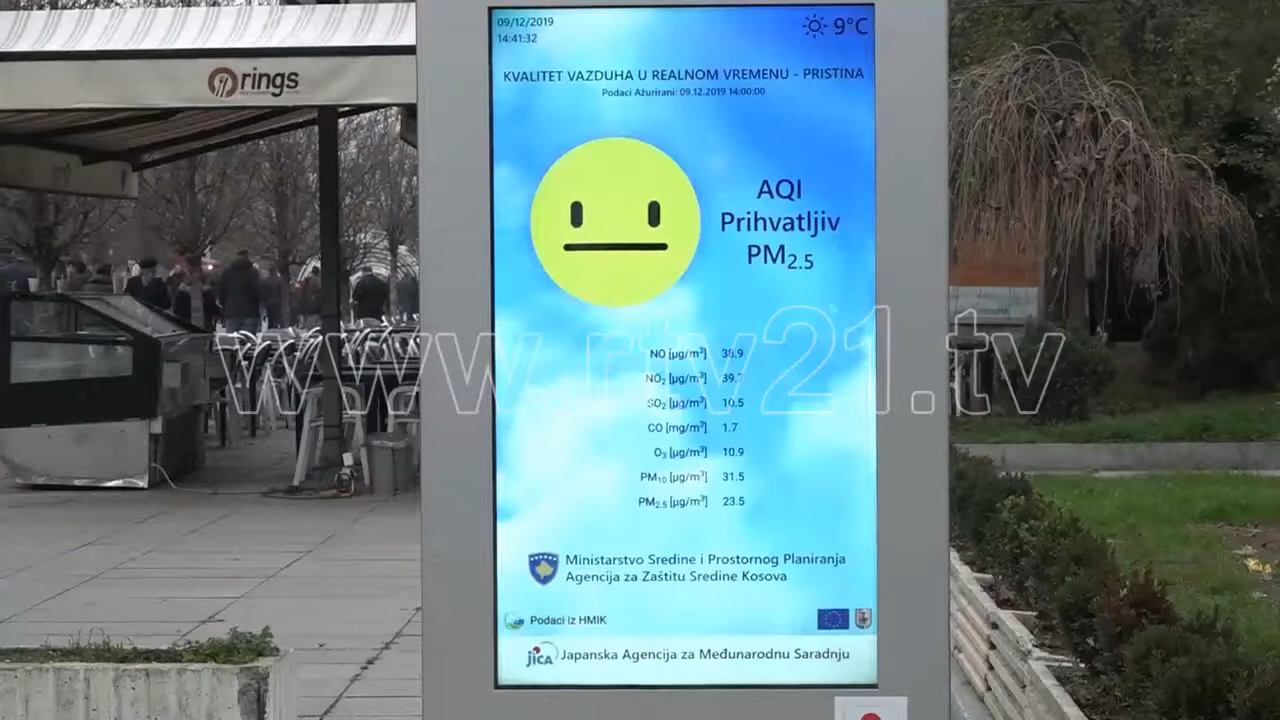 09/12/2019
14:41:32
9°C
KVALITET VAZDUHA U REALNOM VREMENU - PRISTINA
Podaci Ažurirani: 09.12.2019 14:00:00
AQI
Prihvatljiv
PM2.5
NO [µg/m³] 38.9
NO₂ [µg/m³] 39.7
SO₂ [µg/m³] 10.5
CO [mg/m³] 1.7
O₃ [µg/m³] 10.9
PM₁₀ [µg/m³] 31.5
PM₂.₅ [µg/m³] 23.5
Ministarstvo Sredine i Prostornog Planiranja
Agencija za Zaštitu Sredine Kosova
Podaci iz HMIK
jica Japanska Agencija za Međunarodnu Saradnju
rings
www.rtv21.tv